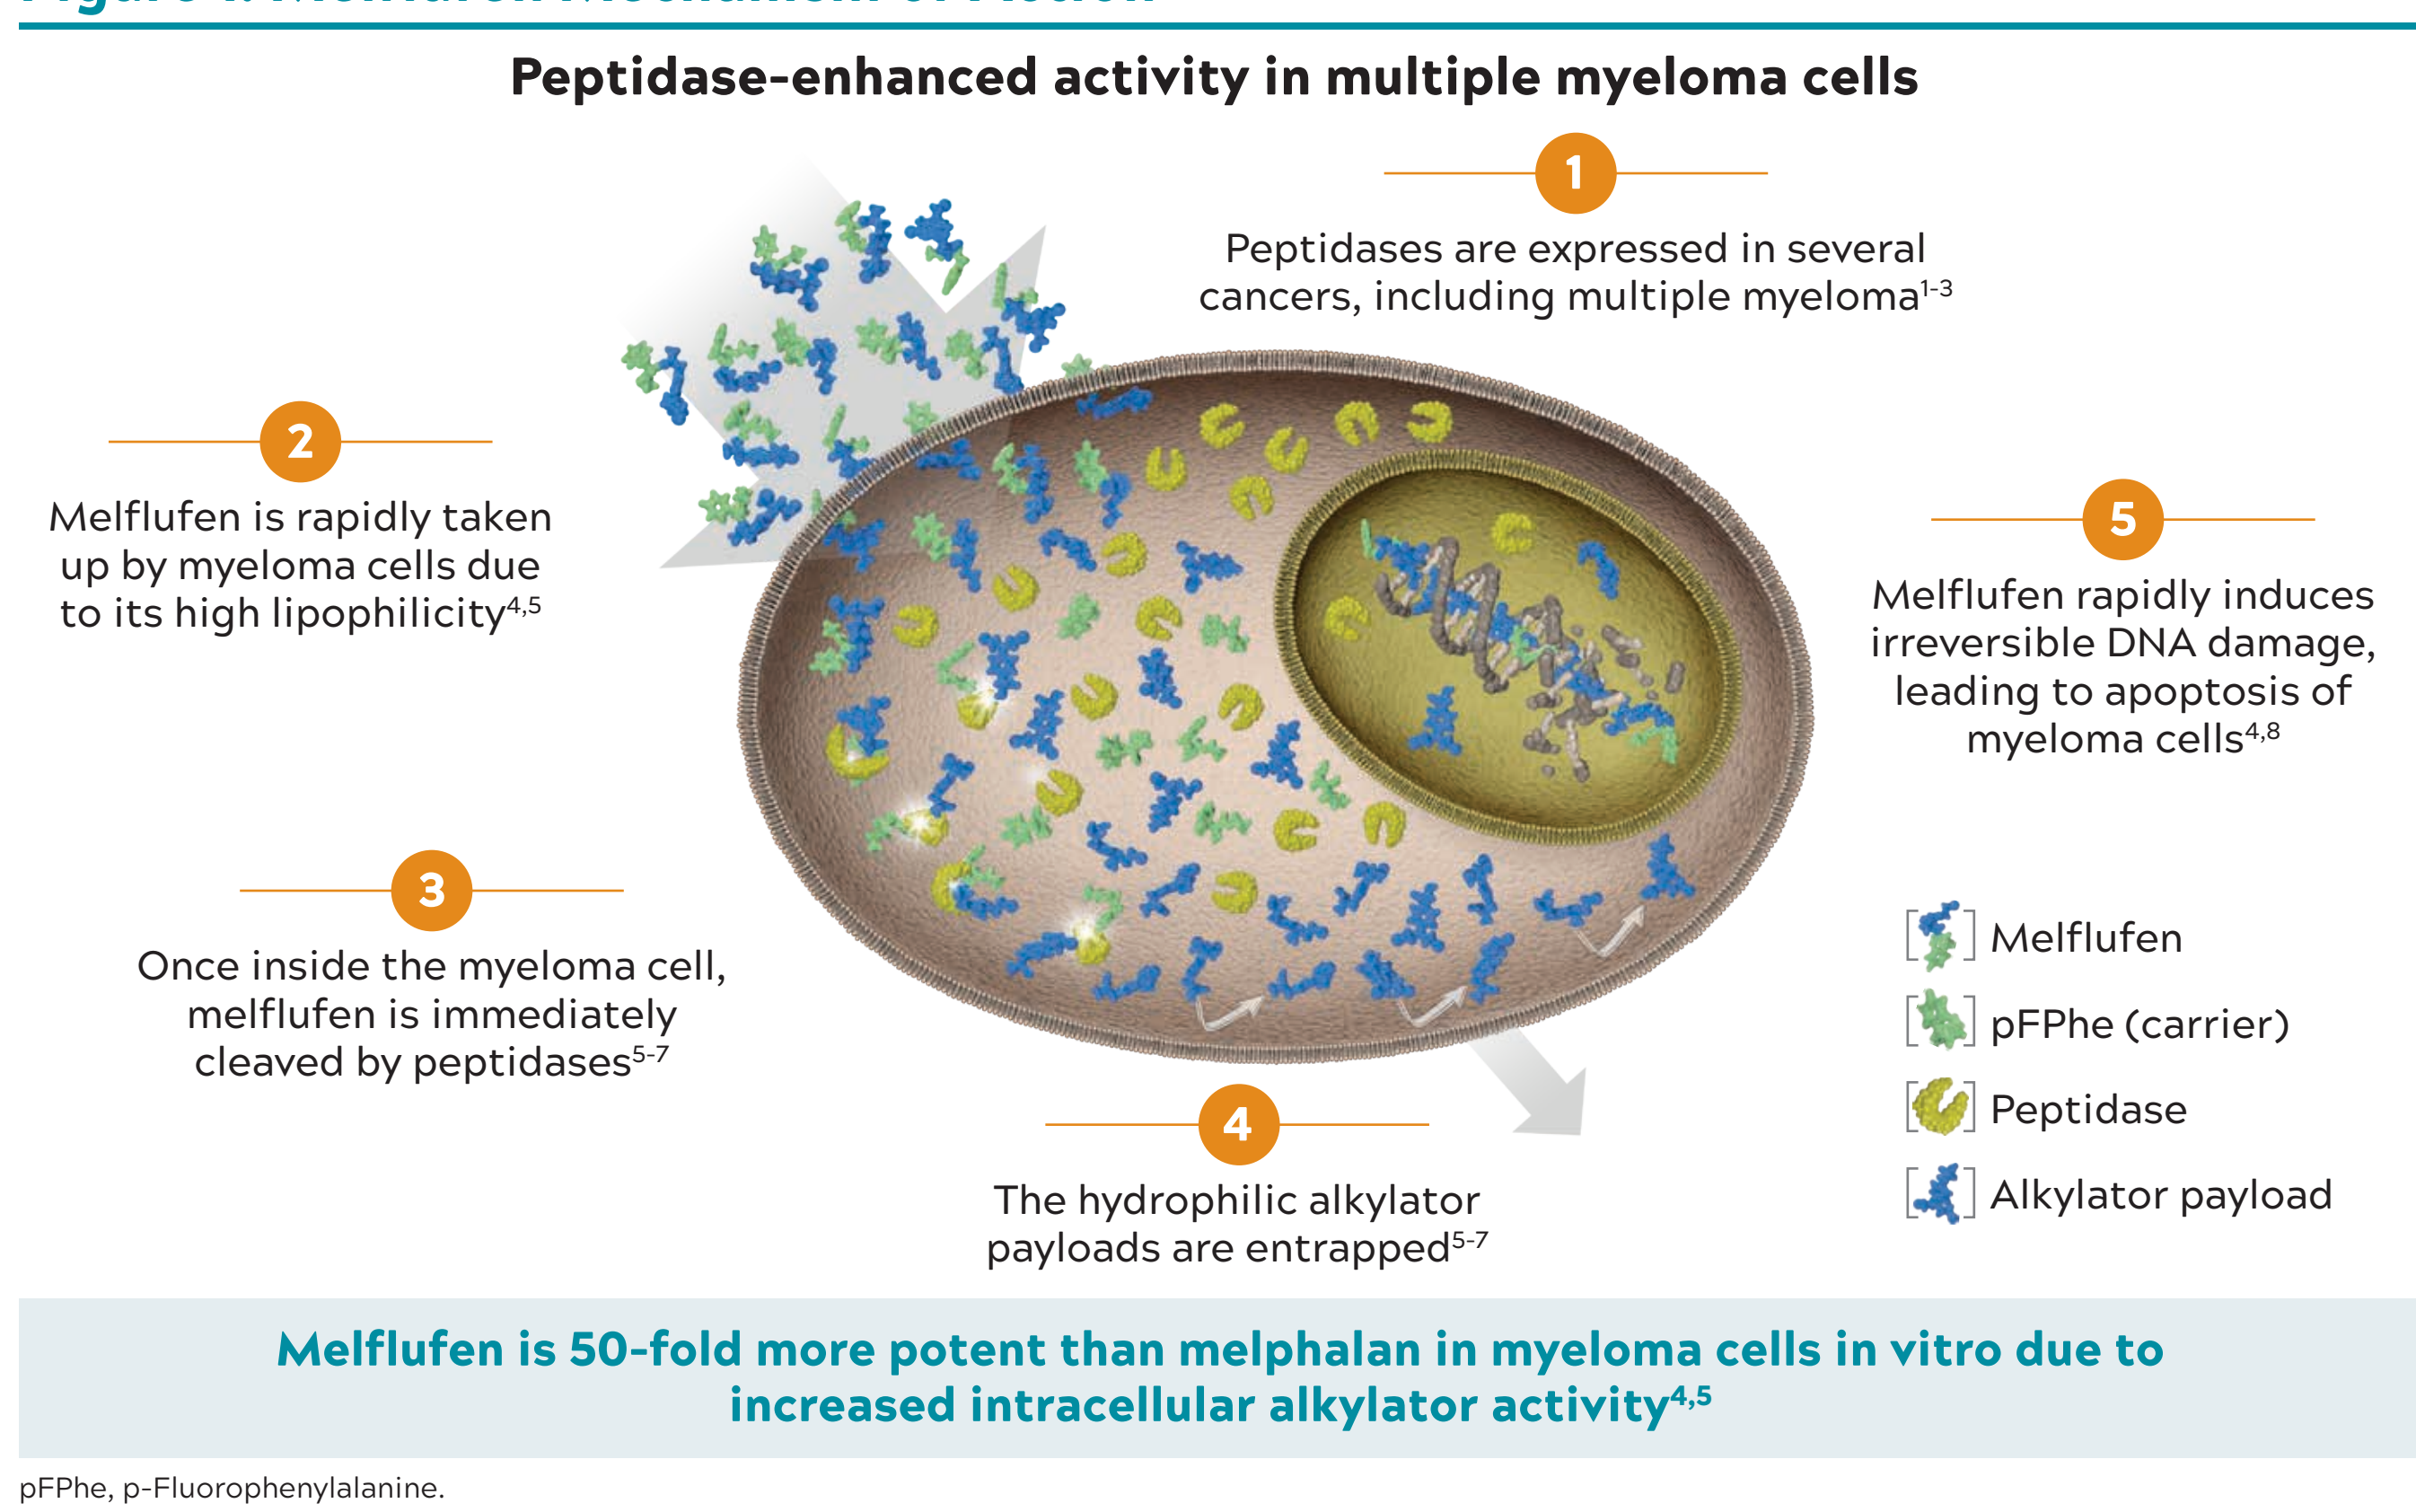 Peptidase-enhanced activity in multiple myeloma cells
1
Peptidases are expressed in several
cancers, including multiple myeloma1-3
2
Melflufen is rapidly taken
up by myeloma cells due
to its high lipophilicity4,5
3
Once inside the myeloma cell,
melflufen is immediately
cleaved by peptidases5-7
4
The hydrophilic alkylator
payloads are entrapped5-7
5
Melflufen rapidly induces
irreversible DNA damage,
leading to apoptosis of
myeloma cells4,8
Melflufen
pFPhe (carrier)
Peptidase
Alkylator payload
Melflufen is 50-fold more potent than melphalan in myeloma cells in vitro due to
increased intracellular alkylator activity4,5
pFPhe, p-Fluorophenylalanine.